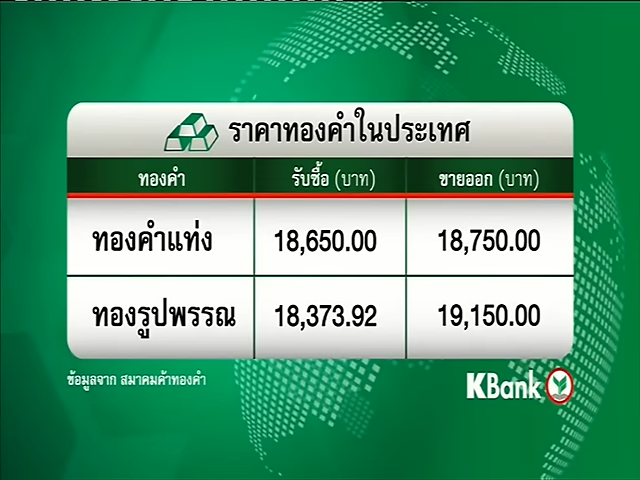 ราคาทองคำในประเทศ
ทองคำ รับซื้อ (บาท) ขายออก (บาท)
ทองคำแท่ง 18,650.00 18,750.00
ทองรูปพรรณ 18,373.92 19,150.00
ข้อมูลจาก สมาคมค้าทองคำ
KBank